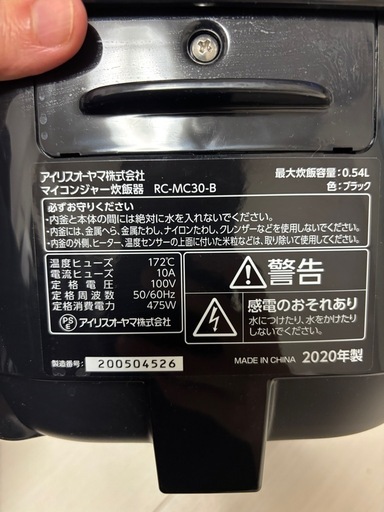 アイリスオーヤマ株式会社
マイコンジャー炊飯器 RC-MC30-B
最大炊飯容量:0.54L
色:ブラック
必ずお守りください
・内釜と本体の間には絶対に水を入れないでください。
・内釜には、金属へら、金属たわし、ナイロンたわし、クレンザーなどを使用しないでください。
・内釜の外側、ヒーター、温度センサーの上面に付いた米粒などは、取り除いて使用してください。
温度ヒューズ 172℃
電流ヒューズ 10A
定格電圧 100V
定格周波数 50/60Hz
定格消費電力 475W
PSE アイリスオーヤマ株式会社
警告
感電のおそれあり
水につけたり、水をかけたりしないでください。
製造番号: 200504526
MADE IN CHINA 2020年製